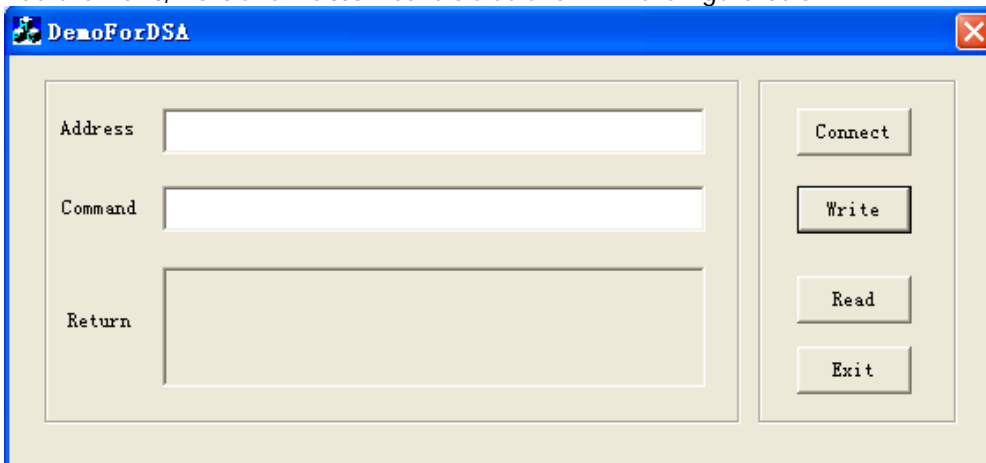 DemoForDSA
Address
Connect
Command
Write
Return
Read
Exit